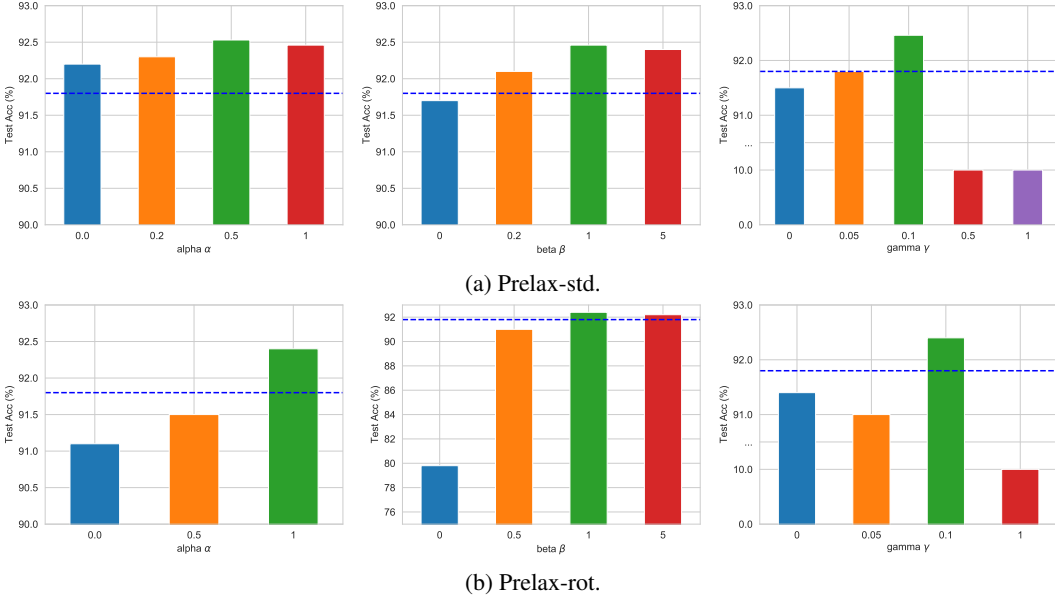 93.0
92.5
92.0
91.5
91.0
90.5
90.0
Test Acc (%)
0.0 0.2 0.5 1
alpha α
93.0
92.5
92.0
91.5
91.0
90.5
90.0
Test Acc (%)
0 0.2 1 5
beta β
93.0
92.0
91.0
...
10.0
0.0
Test Acc (%)
0 0.05 0.1 0.5 1
gamma γ
(a) Prelax-std.
93.0
92.5
92.0
91.5
91.0
90.5
90.0
Test Acc (%)
0.0 0.5 1
alpha α
92
90
88
86
84
82
80
78
76
Test Acc (%)
0 0.5 1 5
beta β
93.0
92.0
91.0
...
10.0
0.0
Test Acc (%)
0 0.05 0.1 1
gamma γ
(b) Prelax-rot.